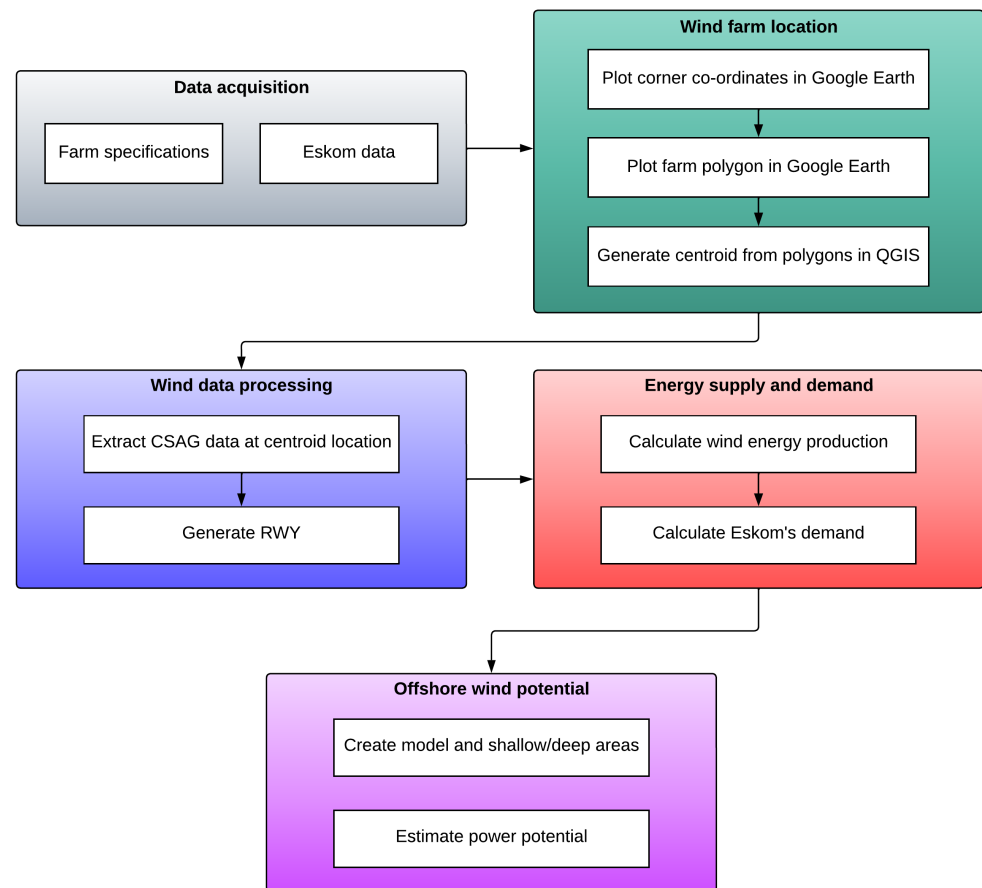 Data acquisition
Farm specifications
Eskom data
Wind farm location
Plot corner co-ordinates in Google Earth
Plot farm polygon in Google Earth
Generate centroid from polygons in QGIS
Wind data processing
Extract CSAG data at centroid location
Generate RWY
Energy supply and demand
Calculate wind energy production
Calculate Eskom's demand
Offshore wind potential
Create model and shallow/deep areas
Estimate power potential